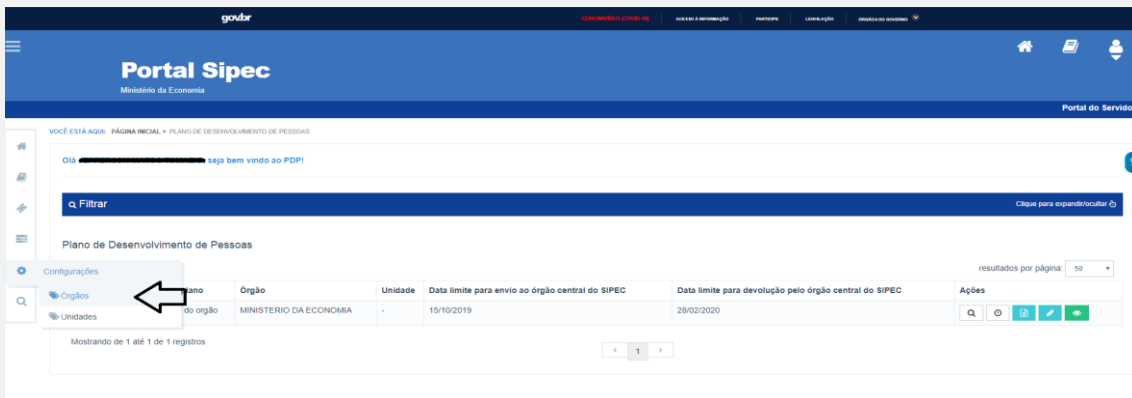 gov.br
CORONAVÍRUS (COVID-19) ACESSO À INFORMAÇÃO PARTICIPE LEGISLAÇÃO ÓRGÃOS DO GOVERNO
Portal Sipec
Ministério da Economia
Portal do Servido
VOCÊ ESTÁ AQUI: PÁGINA INICIAL > PLANO DE DESENVOLVIMENTO DE PESSOAS
Olá seja bem vindo ao PDP!
Filtrar Clique para expandir/ocultar
Plano de Desenvolvimento de Pessoas
Configurações resultados por página: 50
Órgãos
Unidades
lano Órgão Unidade Data limite para envio ao órgão central do SIPEC Data limite para devolução pelo órgão central do SIPEC Ações
do orgão MINISTERIO DA ECONOMIA - 15/10/2019 28/02/2020
Mostrando de 1 até 1 de 1 registros < 1 >